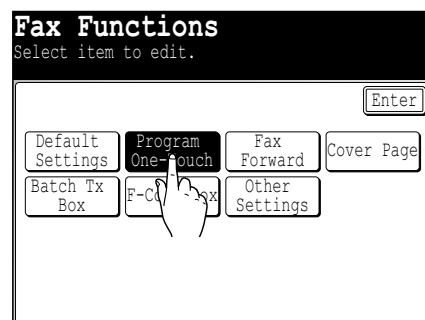 Fax Functions
Select item to edit.
Enter
Default Settings
Program One-Touch
Fax Forward
Cover Page
Batch Tx Box
Other Settings